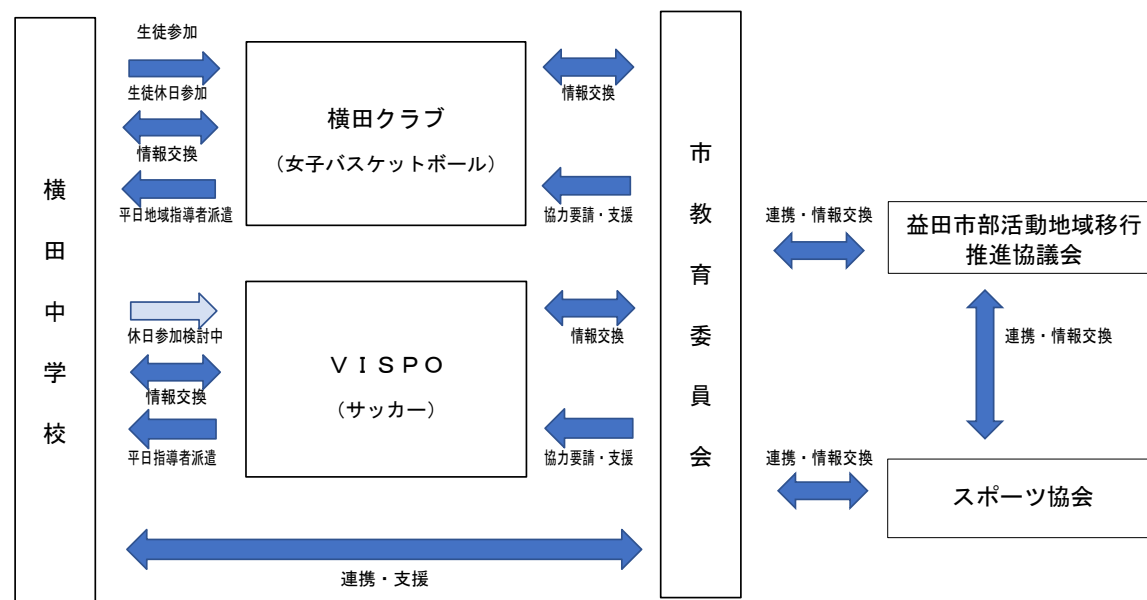 横田中学校
生徒参加
生徒休日参加
情報交換
平日地域指導者派遣
休日参加検討中
情報交換
平日指導者派遣
横田クラブ
（女子バスケットボール）
ＶＩＳＰＯ
（サッカー）
情報交換
協力要請・支援
情報交換
協力要請・支援
連携・支援
市教育委員会
連携・情報交換
連携・情報交換
益田市部活動地域移行
推進協議会
連携・情報交換
スポーツ協会